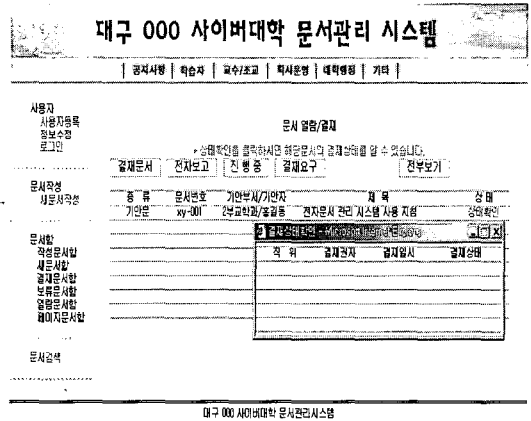 대구 000 사이버대학 문서관리 시스템
공지사항 | 학습자 | 교수/조교 | 학사운영 | 대학행정 | 기타
사용자
사용자등록
정보수정
로그인
문서작성
새문서작성
문서함
작성문서함
새문서함
결재문서함
보류문서함
열람문서함
페이지문서함
문서검색
문서 열람/결재
상태확인을 클릭하시면 해당문서의 결재상태를 알 수 있습니다.
결재문서 전자보고 진행중 결재요구 전부보기
종 류 문서번호 기안부서/기안자 제 목 상 태
기안문 xy-001 2부교학과/홍길동 전자문서 관리 시스템 사용 지침 상태확인
결재상태확인 - Microsoft Internet Explorer
직 위 결재권자 결재일시 결재상태
대구 000 사이버대학 문서관리시스템